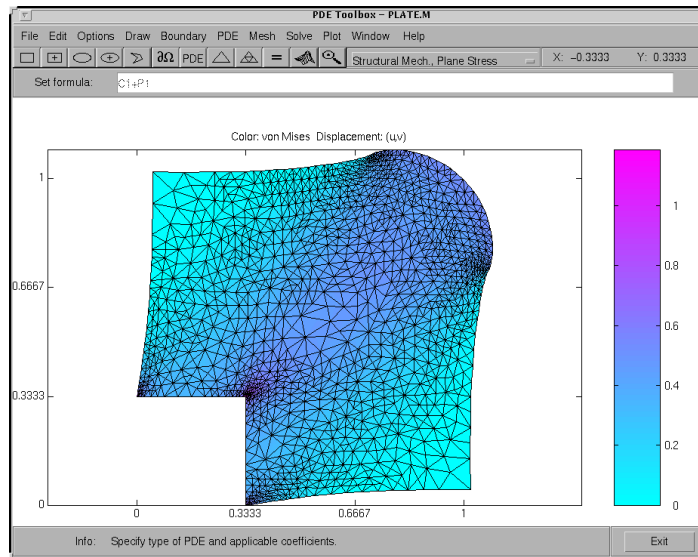 PDE Toolbox – PLATE.M
File Edit Options Draw Boundary PDE Mesh Solve Plot Window Help
∂Ω PDE = Structural Mech., Plane Stress X: -0.3333 Y: 0.3333
Set formula: C1+P1
Color: von Mises Displacement: (u,v)
1
0.6667
0.3333
0
0 0.3333 0.6667 1
1
0.8
0.6
0.4
0.2
0
Info: Specify type of PDE and applicable coefficients. Exit